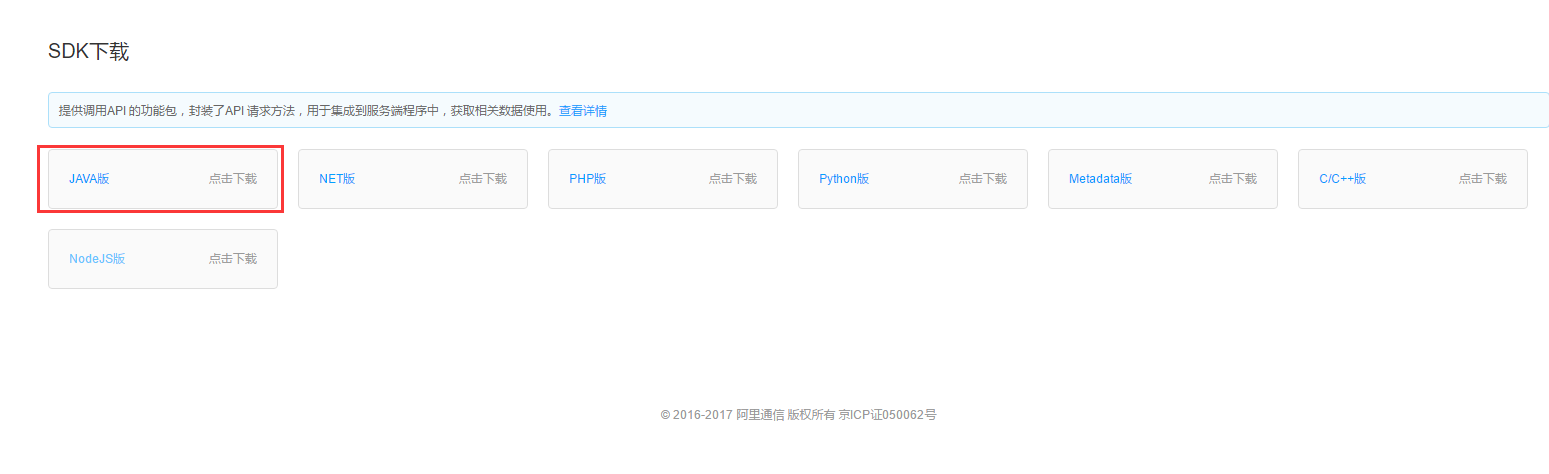 SDK下载
提供调用API 的功能包，封装了API 请求方法，用于集成到服务端程序中，获取相关数据使用。查看详情
JAVA版 点击下载 NET版 点击下载 PHP版 点击下载 Python版 点击下载 Metadata版 点击下载 C/C++版 点击下载
NodeJS版 点击下载
© 2016-2017 阿里通信 版权所有 京ICP证050062号